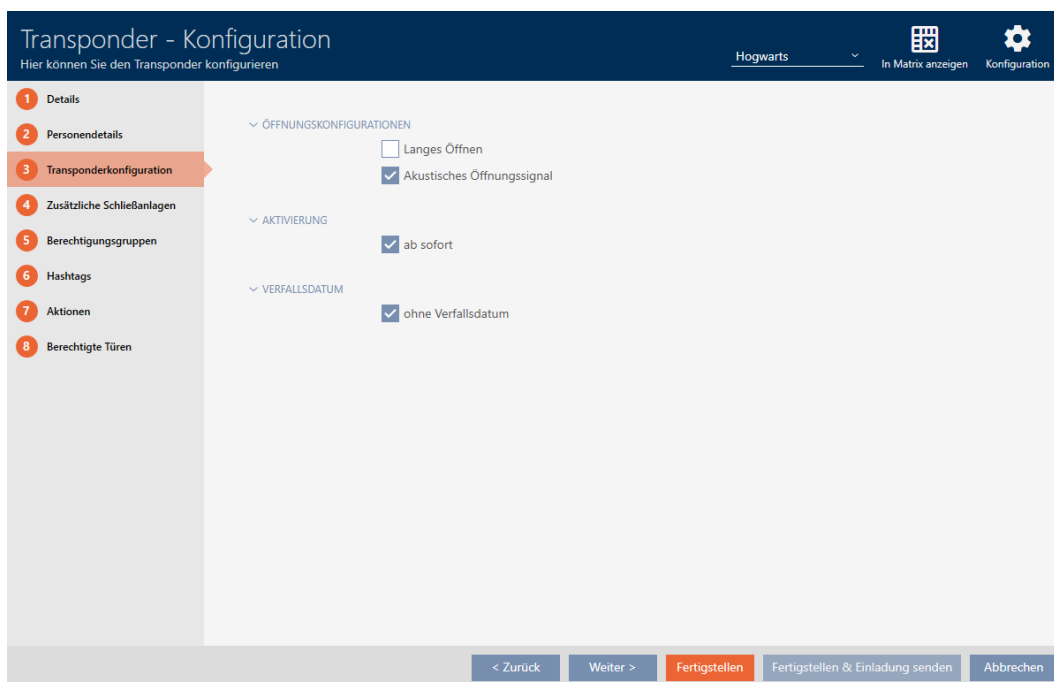 Transponder - Konfiguration
Hier können Sie den Transponder konfigurieren
Hogwarts
In Matrix anzeigen
Konfiguration
1 Details
2 Personendetails
3 Transponderkonfiguration
4 Zusätzliche Schließanlagen
5 Berechtigungsgruppen
6 Hashtags
7 Aktionen
8 Berechtigte Türen
ÖFFNUNGSKONFIGURATIONEN
Langes Öffnen
Akustisches Öffnungssignal
AKTIVIERUNG
ab sofort
VERFALLSDATUM
ohne Verfallsdatum
< Zurück
Weiter >
Fertigstellen
Fertigstellen & Einladung senden
Abbrechen